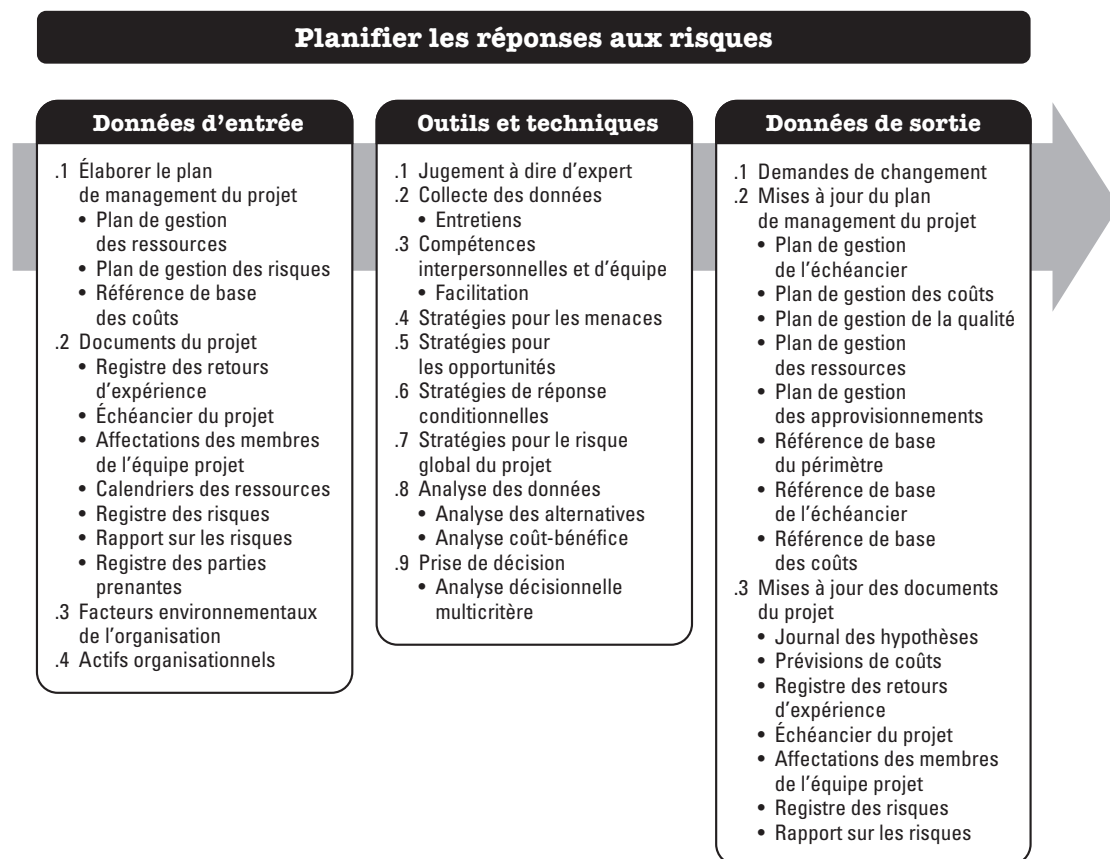 Planifier les réponses aux risques
Données d'entrée
.1 Élaborer le plan
de management du projet
• Plan de gestion
des ressources
• Plan de gestion des risques
• Référence de base
des coûts
.2 Documents du projet
• Registre des retours
d'expérience
• Échéancier du projet
• Affectations des membres
de l'équipe projet
• Calendriers des ressources
• Registre des risques
• Rapport sur les risques
• Registre des parties
prenantes
.3 Facteurs environnementaux
de l'organisation
.4 Actifs organisationnels
Outils et techniques
.1 Jugement à dire d'expert
.2 Collecte des données
• Entretiens
.3 Compétences
interpersonnelles et d'équipe
• Facilitation
.4 Stratégies pour les menaces
.5 Stratégies pour
les opportunités
.6 Stratégies de réponse
conditionnelles
.7 Stratégies pour le risque
global du projet
.8 Analyse des données
• Analyse des alternatives
• Analyse coût-bénéfice
.9 Prise de décision
• Analyse décisionnelle
multicritère
Données de sortie
.1 Demandes de changement
.2 Mises à jour du plan
de management du projet
• Plan de gestion
de l'échéancier
• Plan de gestion des coûts
• Plan de gestion de la qualité
• Plan de gestion
des ressources
• Plan de gestion
des approvisionnements
• Référence de base
du périmètre
• Référence de base
de l'échéancier
• Référence de base
des coûts
.3 Mises à jour des documents
du projet
• Journal des hypothèses
• Prévisions de coûts
• Registre des retours
d'expérience
• Échéancier du projet
• Affectations des membres
de l'équipe projet
• Registre des risques
• Rapport sur les risques